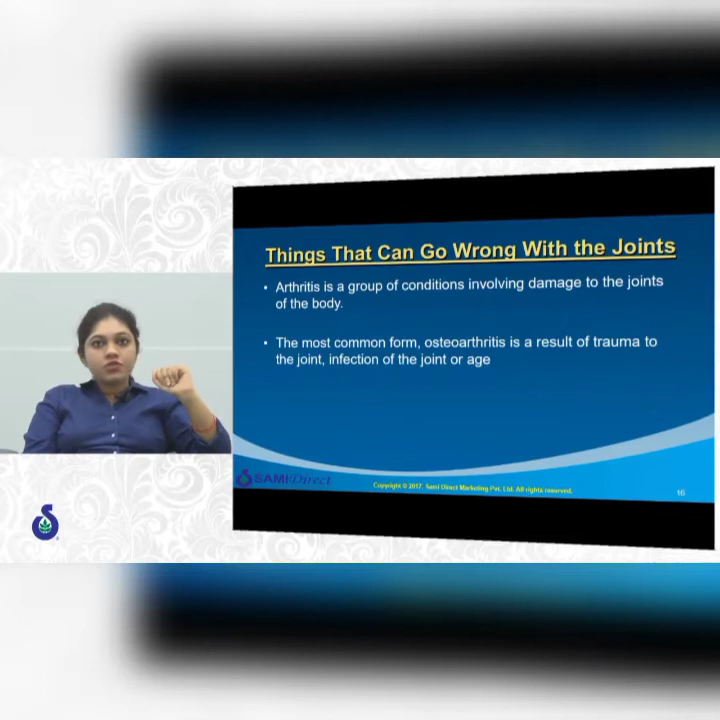 Things That Can Go Wrong With the Joints
• Arthritis is a group of conditions involving damage to the joints
of the body.
• The most common form, osteoarthritis is a result of trauma to
the joint, infection of the joint or age
SAMI Direct
Copyright © 2017, Sami Direct Marketing Pvt. Ltd. All rights reserved.
16